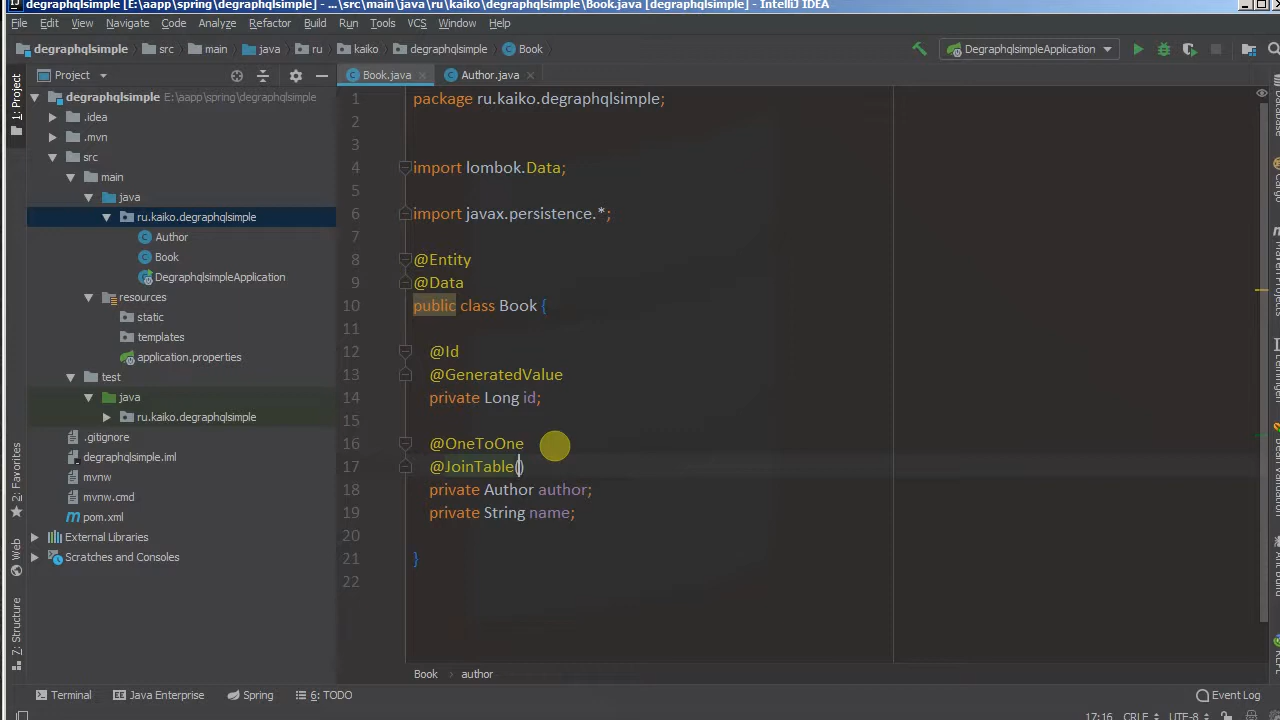 degraphqlsimple [E:\aapp\spring\degraphqlsimple] - ...\src\main\java\ru\kaiko\degraphqlsimple\Book.java [degraphqlsimple] - IntelliJ IDEA
File Edit View Navigate Code Analyze Refactor Build Run Tools VCS Window Help
degraphqlsimple src main java ru kaiko degraphqlsimple Book DegraphqlsimpleApplication
Project Book.java Author.java
1: Project
degraphqlsimple E:\aapp\spring\degraphqlsimple
.idea
.mvn
src
main
java
ru.kaiko.degraphqlsimple
Author
Book
DegraphqlsimpleApplication
resources
static
templates
application.properties
test
java
ru.kaiko.degraphqlsimple
.gitignore
degraphqlsimple.iml
mvnw
mvnw.cmd
pom.xml
External Libraries
Scratches and Consoles
2: Favorites
Web
Z: Structure
1 package ru.kaiko.degraphqlsimple;
2
3
4 import lombok.Data;
5
6 import javax.persistence.*;
7
8 @Entity
9 @Data
10 public class Book {
11
12 @Id
13 @GeneratedValue
14 private Long id;
15
16 @OneToOne
17 @JoinTable()
18 private Author author;
19 private String name;
20
21 }
22
Database
Book author
Terminal Java Enterprise Spring 6: TODO Event Log
17:16 CRLF UTF-8